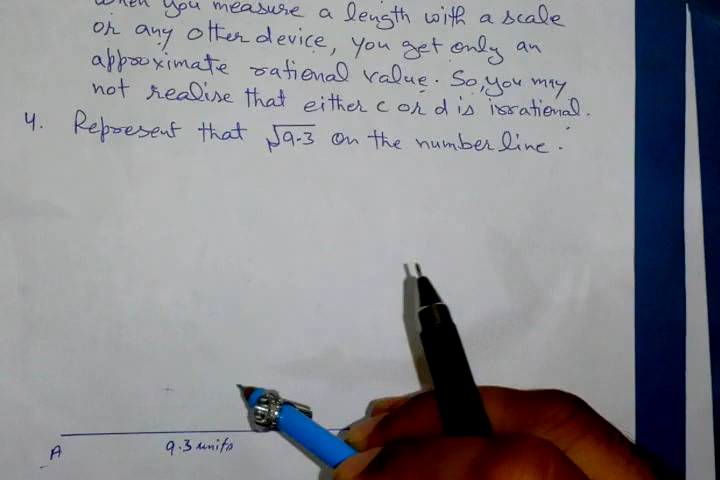 When you measure a length with a scale
or any other device, you get only an
approximate rational value. So, you may
not realise that either c or d is irrational.
4. Represent that √9.3 on the number line.
A 9.3 units